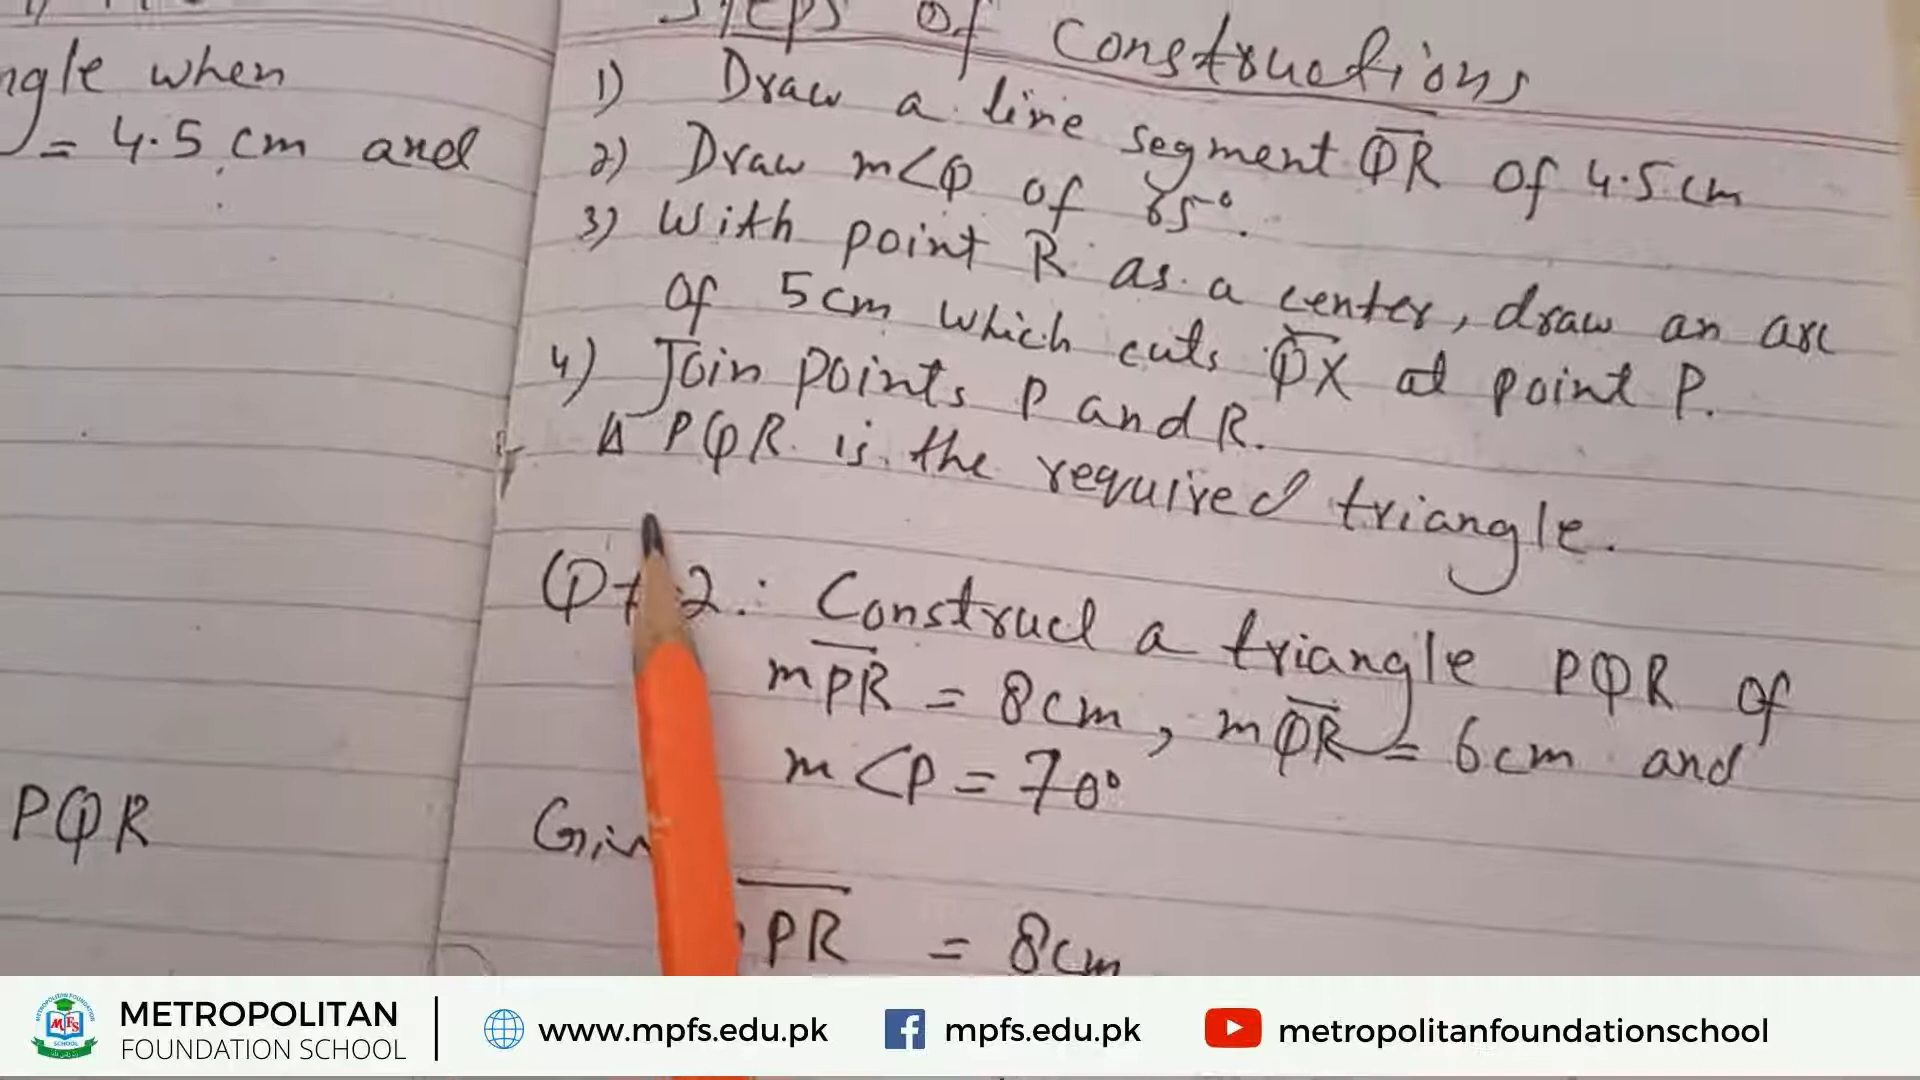 ngle when
= 4.5 cm and
PQR
Steps of Constructions
1) Draw a line segment QR of 4.5cm
2) Draw m<Q of 65°.
3) With point R as a center, draw an arc
of 5cm which cuts QX at point P.
4) Join points P and R.
Δ PQR is the required triangle.
2: Construct a triangle PQR of
mPR = 8cm, mQR = 6cm and
m<P = 70°
PR = 8cm
METROPOLITAN
FOUNDATION SCHOOL
www.mpfs.edu.pk
mpfs.edu.pk
metropolitanfoundationschool